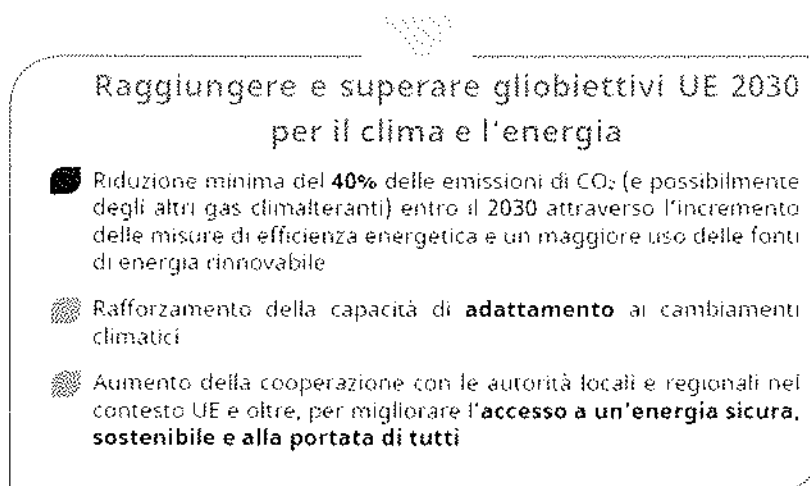 Raggiungere e superare gliobiettivi UE 2030
per il clima e l'energia
Riduzione minima del 40% delle emissioni di CO₂ (e possibilmente
degli altri gas climalteranti) entro il 2030 attraverso l'incremento
delle misure di efficienza energetica e un maggiore uso delle fonti
di energia rinnovabile
Rafforzamento della capacità di adattamento ai cambiamenti
climatici
Aumento della cooperazione con le autorità locali e regionali nel
contesto UE e oltre, per migliorare l'accesso a un'energia sicura,
sostenibile e alla portata di tutti